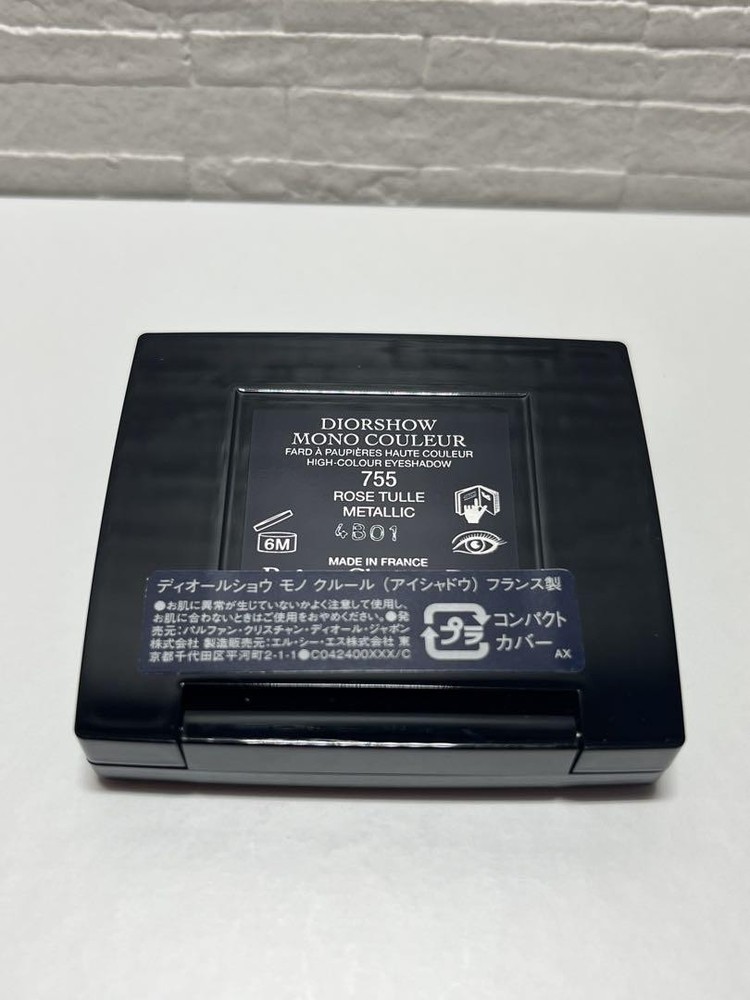 DIORSHOW
MONO COULEUR
FARD À PAUPIÈRES HAUTE COULEUR
HIGH-COLOUR EYESHADOW
755
ROSE TULLE
METALLIC
4B01
6M
MADE IN FRANCE
ディオールショウ モノ クルール(アイシャドウ)フランス製
●お肌に異常が生じていないかよく注意して使用し、
お肌に合わないときはご使用をおやめください。●発
売元:パルファン・クリスチャン・ディオール・ジャポン
株式会社 製造販売元:エル・シー・エス株式会社 東
京都千代田区平河町2-1-1●C042400XXX/C
プラ
コンパクト
カバー
AX